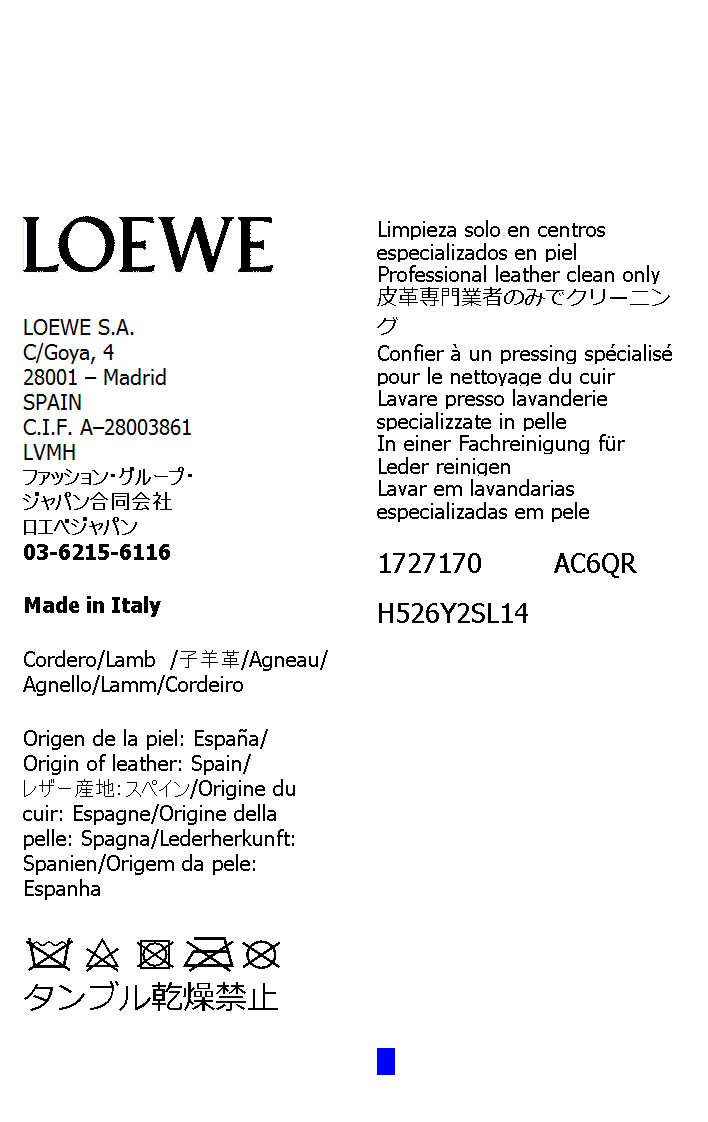 LOEWE
LOEWE S.A.
C/Goya, 4
28001 – Madrid
SPAIN
C.I.F. A–28003861
LVMH
ファッション・グループ・
ジャパン合同会社
ロエベジャパン
03-6215-6116
Made in Italy
Cordero/Lamb /子羊革/Agneau/
Agnello/Lamm/Cordeiro
Origen de la piel: España/
Origin of leather: Spain/
レザー産地：スペイン/Origine du
cuir: Espagne/Origine della
pelle: Spagna/Lederherkunft:
Spanien/Origem da pele:
Espanha
タンブル乾燥禁止
Limpieza solo en centros
especializados en piel
Professional leather clean only
皮革専門業者のみでクリーニン
グ
Confier à un pressing spécialisé
pour le nettoyage du cuir
Lavare presso lavanderie
specializzate in pelle
In einer Fachreinigung für
Leder reinigen
Lavar em lavandarias
especializadas em pele
1727170 AC6QR
H526Y2SL14